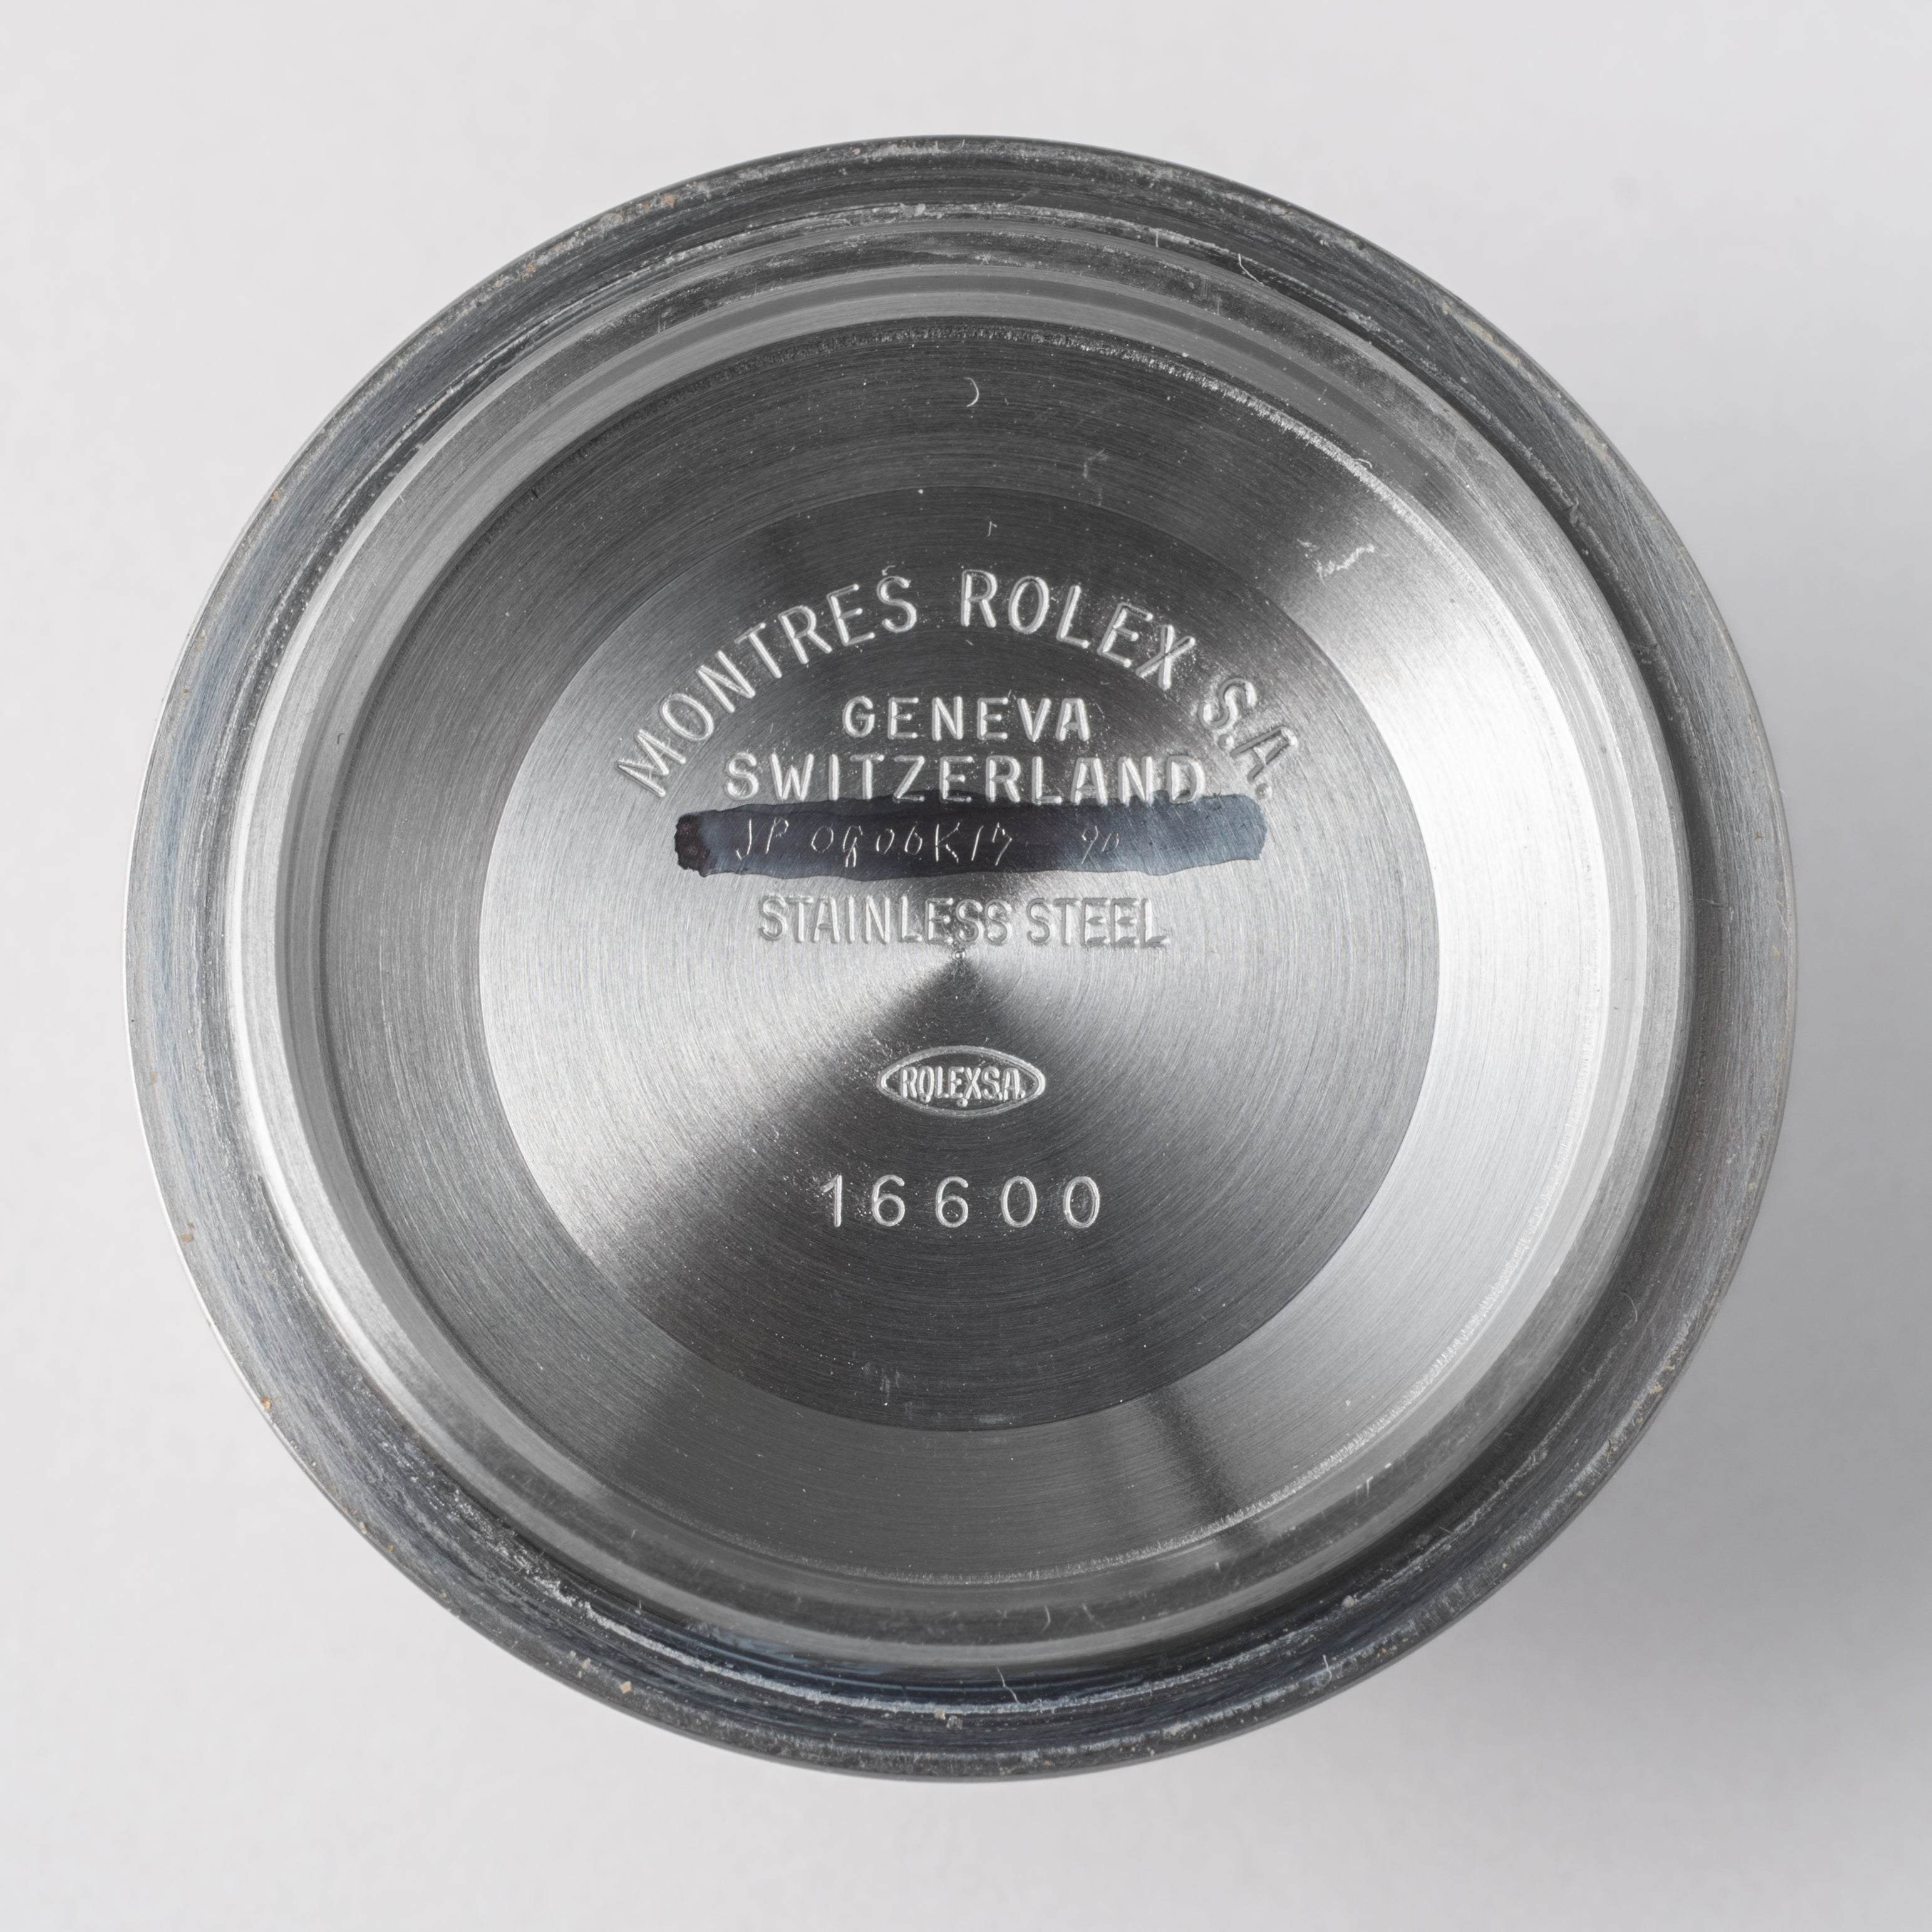 MONTRES ROLEX S.A.
GENEVA
SWITZERLAND
STAINLESS STEEL
ROLEX S.A.
16600